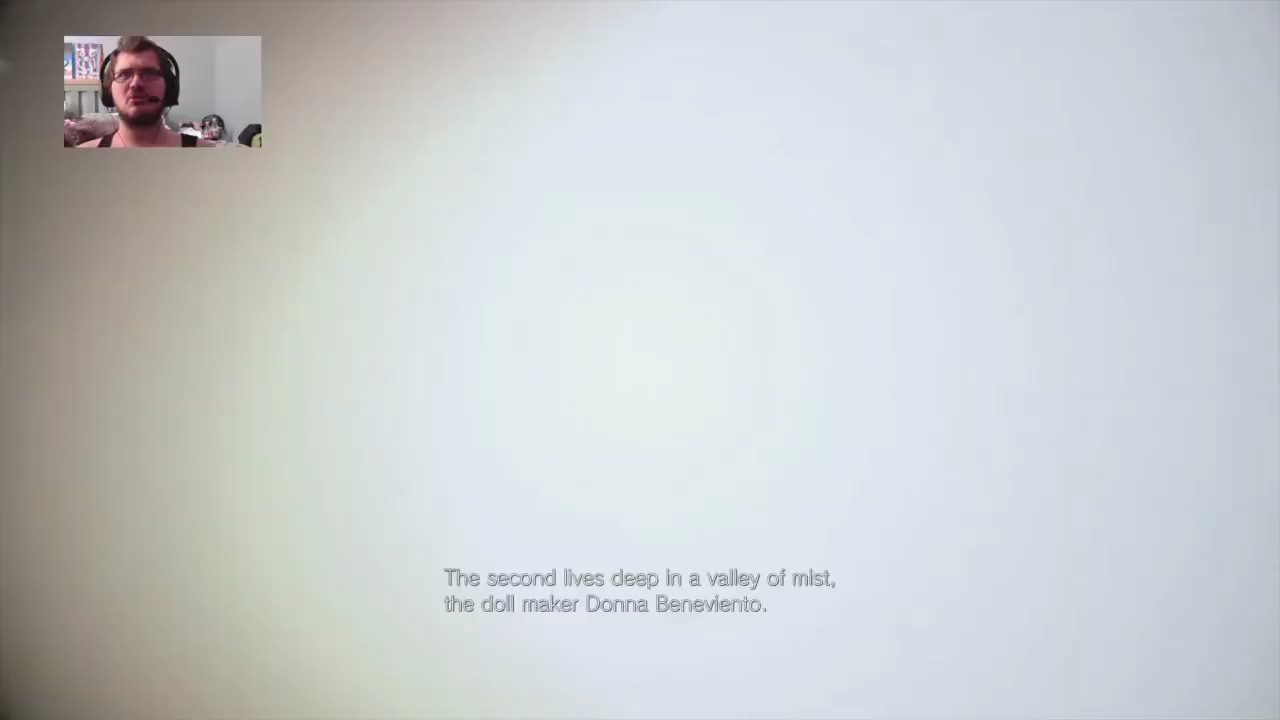 The second lives deep in a valley of mist,
the doll maker Donna Beneviento.